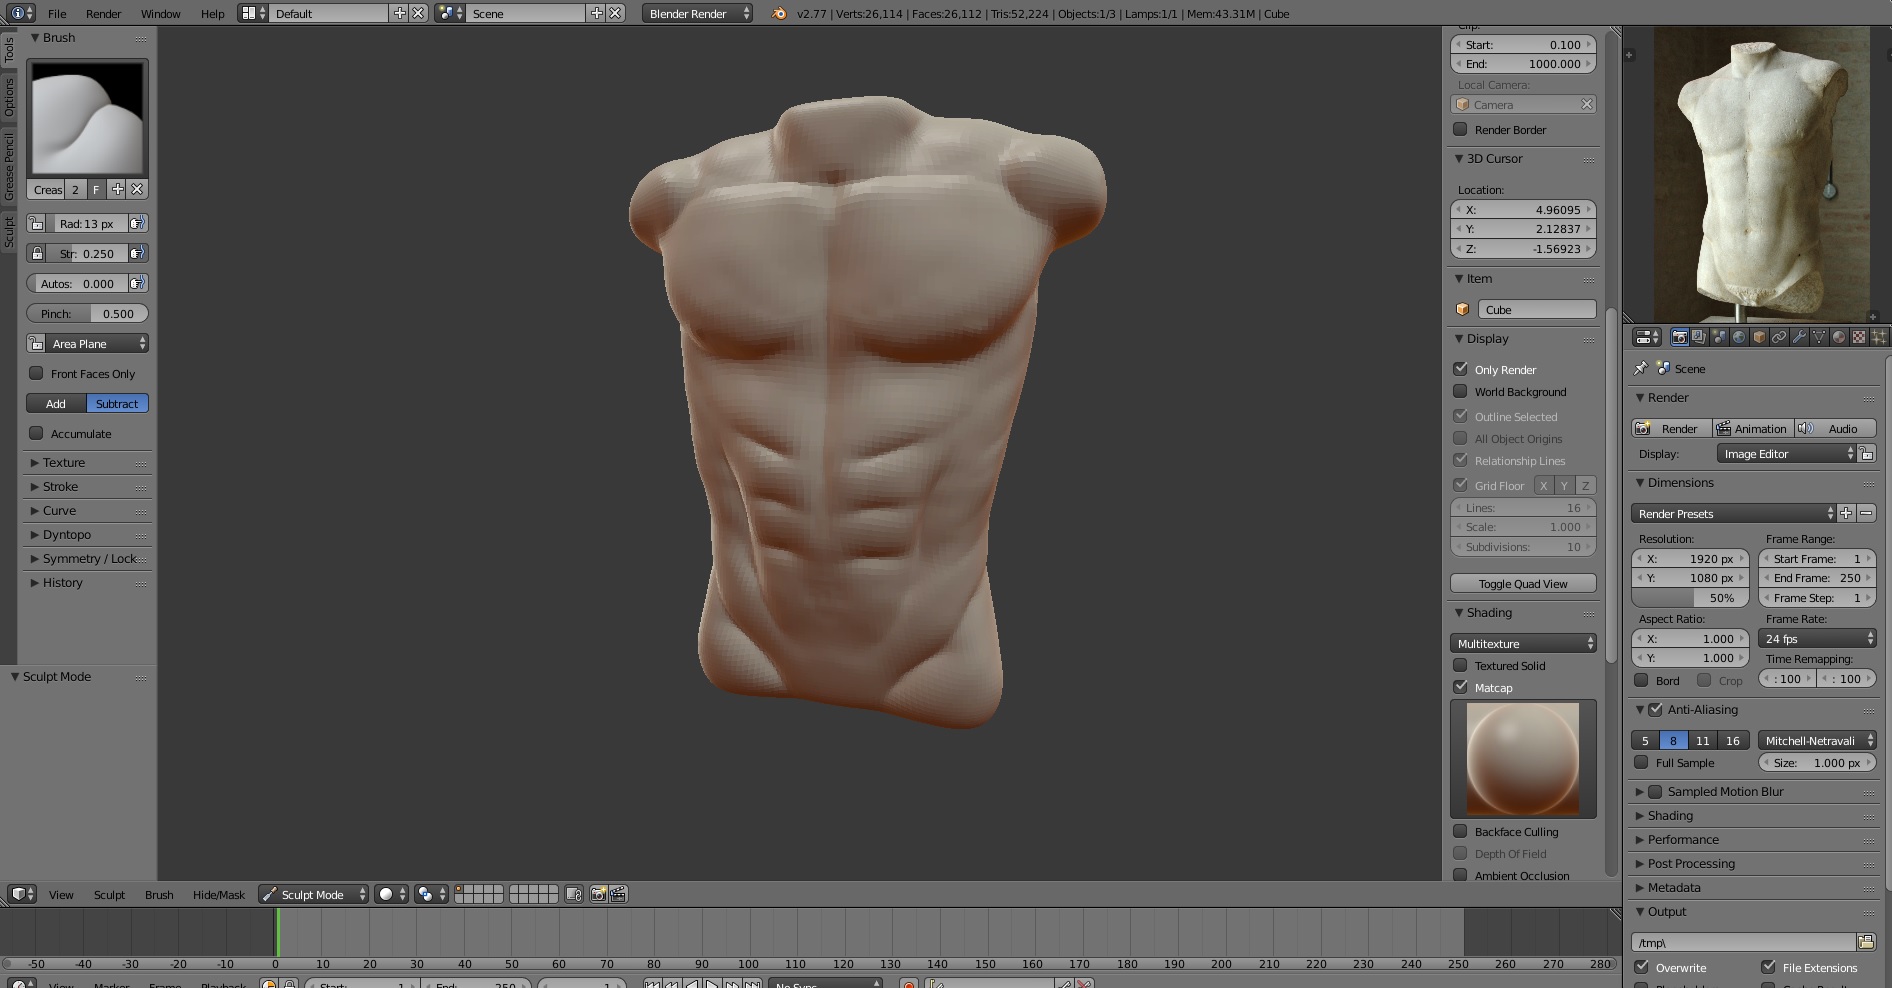 File Render Window Help Default Scene Blender Render v2.77 | Verts:26,114 | Faces:26,112 | Tris:52,224 | Objects:1/3 | Lamps:1/1 | Mem:43.31M | Cube
Tools
Options
Grease Pencil
Sculpt
Brush
Creas 2 F
Rad: 13 px
Str: 0.250
Autos: 0.000
Pinch: 0.500
Area Plane
Front Faces Only
Add Subtract
Accumulate
Texture
Stroke
Curve
Dyntopo
Symmetry / Lock
History
Sculpt Mode
Start: 0.100
End: 1000.000
Local Camera:
Camera
Render Border
3D Cursor
Location:
X: 4.96095
Y: 2.12837
Z: -1.56923
Item
Cube
Display
Only Render
World Background
Outline Selected
All Object Origins
Relationship Lines
Grid Floor X Y Z
Lines: 16
Scale: 1.000
Subdivisions: 10
Toggle Quad View
Shading
Multitexture
Textured Solid
Matcap
Backface Culling
Depth Of Field
Ambient Occlusion
Scene
Render
Render Animation Audio
Display: Image Editor
Dimensions
Render Presets
Resolution: Frame Range:
X: 1920 px Start Frame: 1
Y: 1080 px End Frame: 250
50% Frame Step: 1
Aspect Ratio: Frame Rate:
X: 1.000 24 fps
Y: 1.000 Time Remapping:
Bord Crop : 100 : 100
Anti-Aliasing
5 8 11 16 Mitchell-Netravali
Full Sample Size: 1.000 px
Sampled Motion Blur
Shading
Performance
Post Processing
Metadata
Output
/tmp\
Overwrite File Extensions
View Sculpt Brush Hide/Mask Sculpt Mode
-50 -40 -30 -20 -10 0 10 20 30 40 50 60 70 80 90 100 110 120 130 140 150 160 170 180 190 200 210 220 230 240 250 260 270 280
View Marker Frame Playback Start: 1 End: 250 1 No Sync